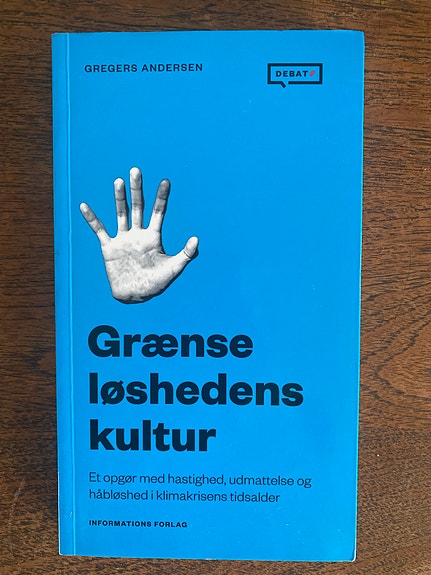 GREGERS ANDERSEN
DEBAT
Grænse
løshedens
kultur
Et opgør med hastighed, udmattelse og
håbløshed i klimakrisens tidsalder
INFORMATIONS FORLAG